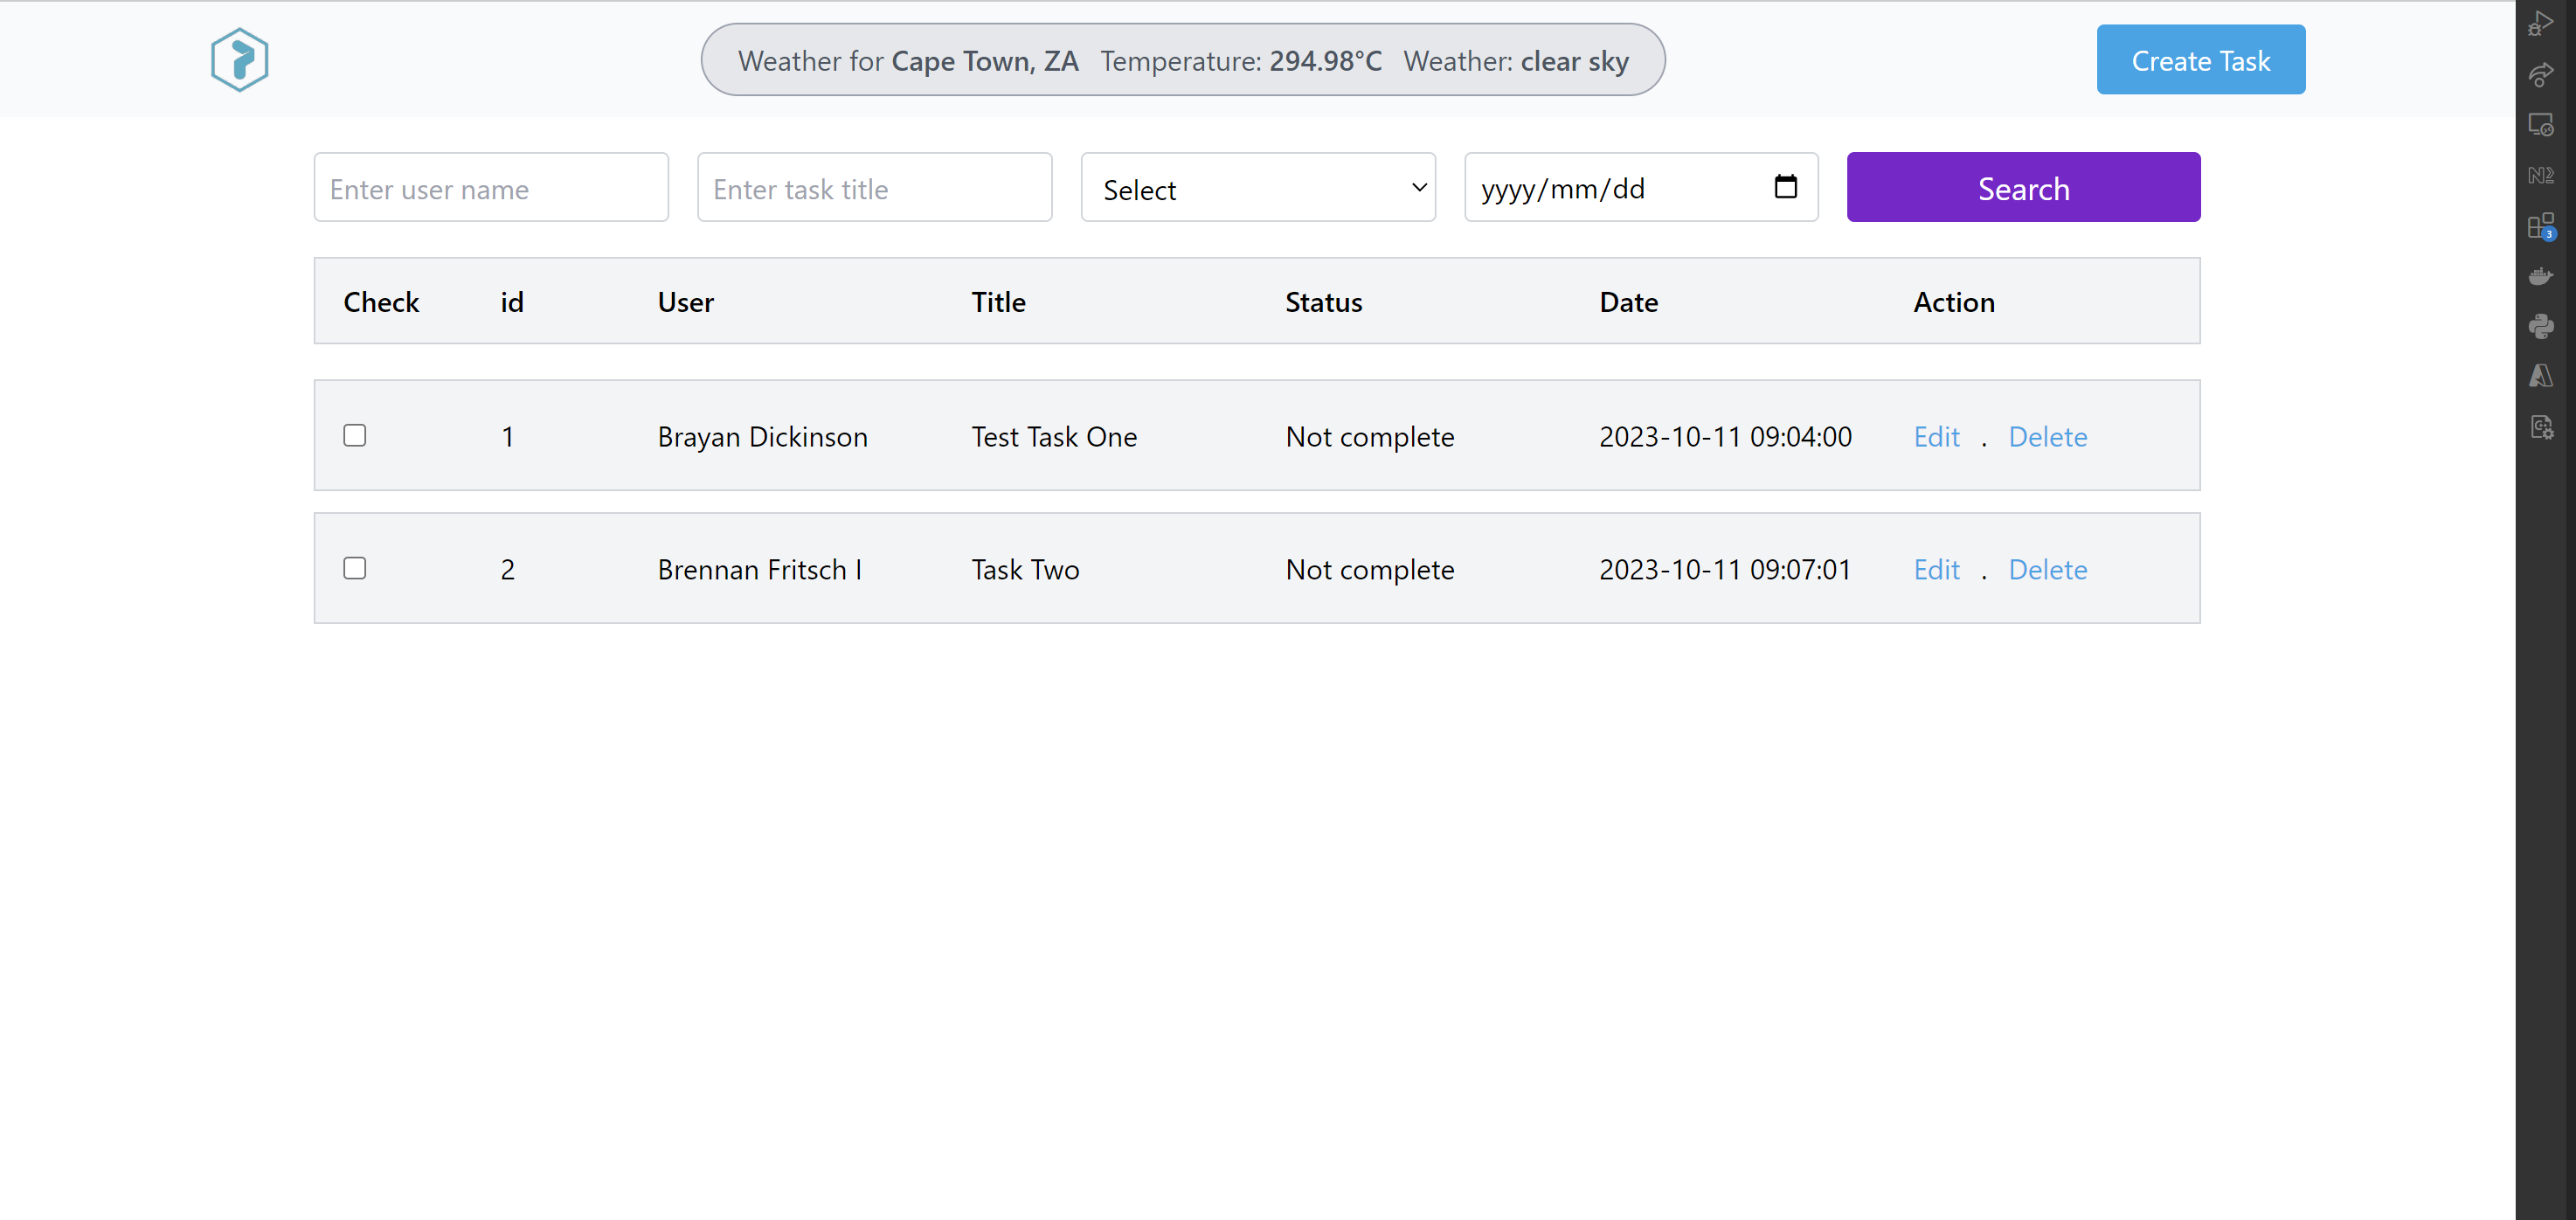 Weather for Cape Town, ZA Temperature: 294.98°C Weather: clear sky
Create Task
Enter user name
Enter task title
Select
yyyy/mm/dd
Search
Check id User Title Status Date Action
1 Brayan Dickinson Test Task One Not complete 2023-10-11 09:04:00 Edit . Delete
2 Brennan Fritsch I Task Two Not complete 2023-10-11 09:07:01 Edit . Delete
3